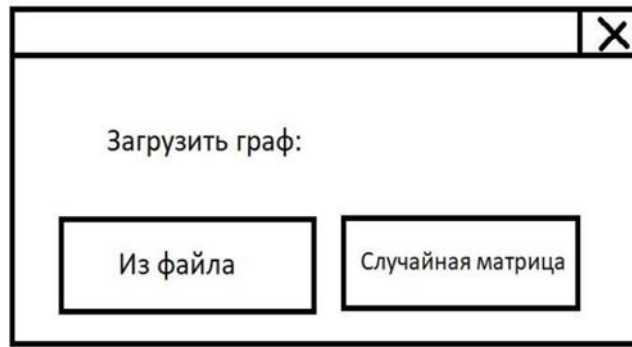 Загрузить граф:
Из файла
Случайная матрица